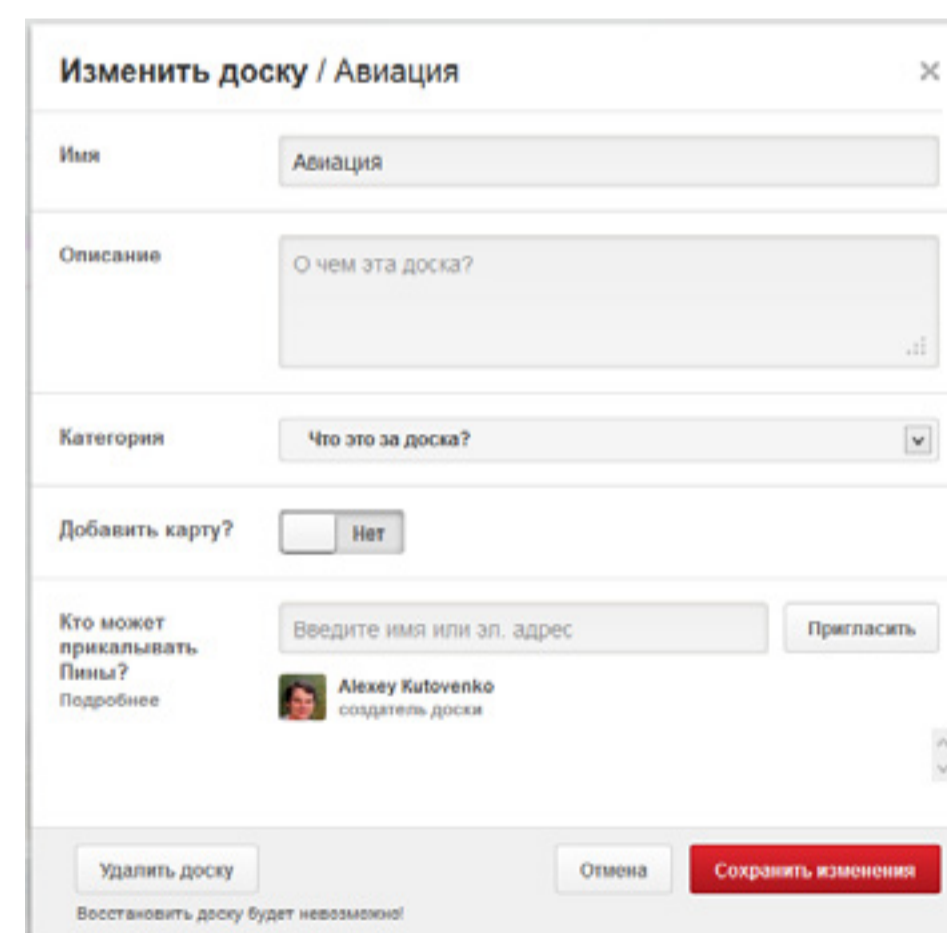 Изменить доску / Авиация
Имя
Авиация
Описание
О чем эта доска?
Категория
Что это за доска?
Добавить карту?
Нет
Кто может
прикалывать
Пины?
Подробнее
Введите имя или эл. адрес
Пригласить
Alexey Kutovenko
создатель доски
Удалить доску
Отмена
Сохранить изменения
Восстановить доску будет невозможно!